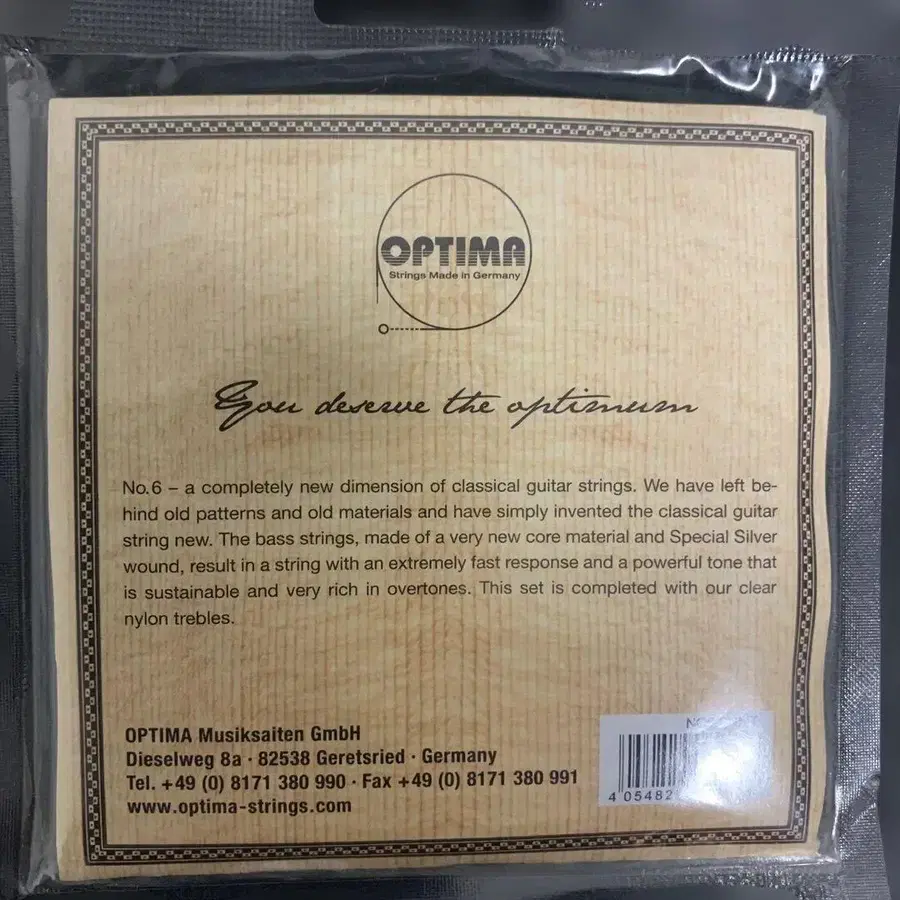 OPTIMA
Strings Made in Germany
You deserve the optimum
No.6 – a completely new dimension of classical guitar strings. We have left be-
hind old patterns and old materials and have simply invented the classical guitar
string new. The bass strings, made of a very new core material and Special Silver
wound, result in a string with an extremely fast response and a powerful tone that
is sustainable and very rich in overtones. This set is completed with our clear
nylon trebles.
OPTIMA Musiksaiten GmbH
Dieselweg 8a · 82538 Geretsried · Germany
Tel. +49 (0) 8171 380 990 · Fax +49 (0) 8171 380 991
www.optima-strings.com
4 05482